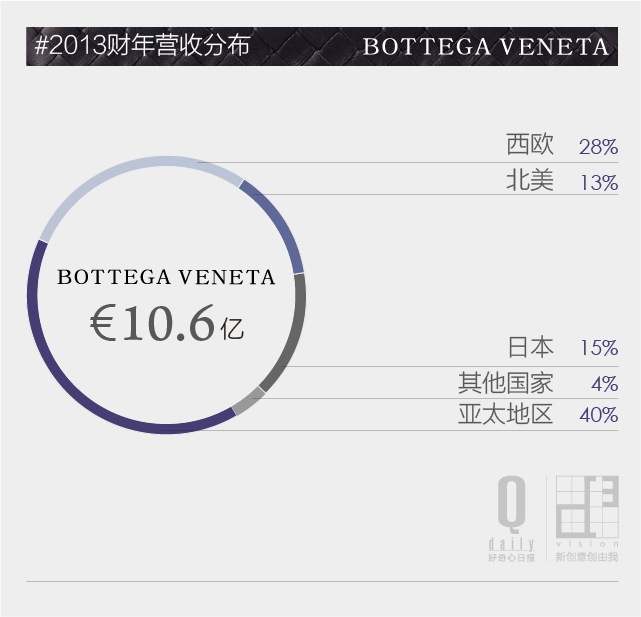 #2013财年营收分布 BOTTEGA VENETA
西欧 28%
北美 13%
BOTTEGA VENETA
€10.6亿
日本 15%
其他国家 4%
亚太地区 40%
Q
daily
好奇心日报
vision
新创意创由我